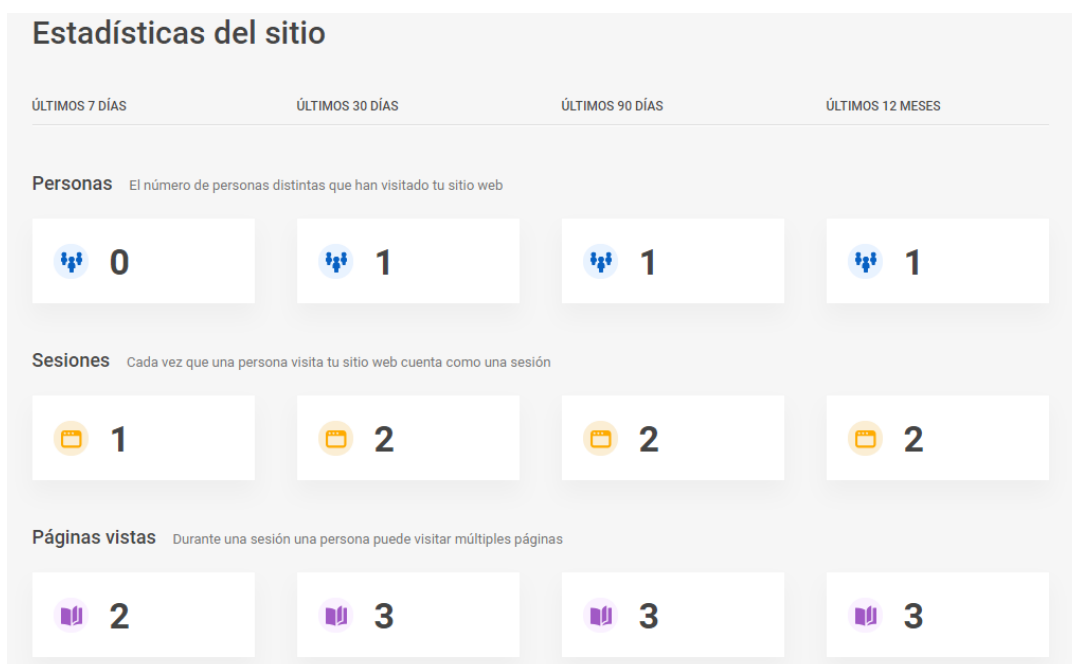 Estadísticas del sitio
ÚLTIMOS 7 DÍAS ÚLTIMOS 30 DÍAS ÚLTIMOS 90 DÍAS ÚLTIMOS 12 MESES
Personas El número de personas distintas que han visitado tu sitio web
0 1 1 1
Sesiones Cada vez que una persona visita tu sitio web cuenta como una sesión
1 2 2 2
Páginas vistas Durante una sesión una persona puede visitar múltiples páginas
2 3 3 3